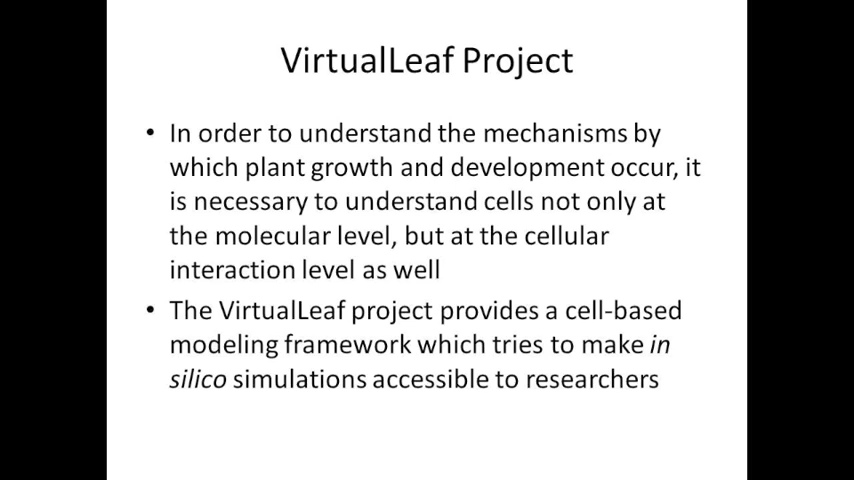 VirtualLeaf Project
• In order to understand the mechanisms by
which plant growth and development occur, it
is necessary to understand cells not only at
the molecular level, but at the cellular
interaction level as well
• The VirtualLeaf project provides a cell-based
modeling framework which tries to make in
silico simulations accessible to researchers